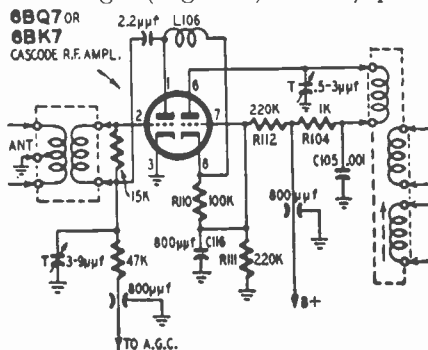 6BQ7 OR
6BK7
CASCODE R.F. AMPL.
2.2µµf
L106
1
6
T
.5-3µµf
2
7
220K
R112
1K
R104
ANT
3
8
15K
R110
100K
C105
.001
800µµf
800µµf
C116
R111
220K
T
3-9µµf
47K
800µµf
B+
TO A.G.C.